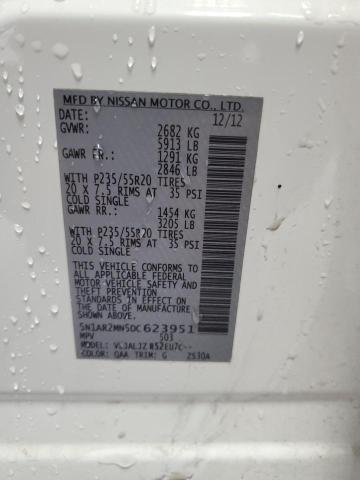 MFD BY NISSAN MOTOR CO., LTD.
DATE: 12/12
GVWR: 2682 KG
5913 LB
GAWR FR: 1291 KG
2846 LB
WITH P235/55R20 TIRES
20 X 7.5 RIMS AT 35 PSI
COLD SINGLE
GAWR RR: 1454 KG
3205 LB
WITH P235/55R20 TIRES
20 X 7.5 RIMS AT 35 PSI
COLD SINGLE
THIS VEHICLE CONFORMS TO ALL
APPLICABLE FEDERAL
MOTOR VEHICLE SAFETY
STANDARDS IN EFFECT ON THE
DATE OF MANUFACTURE
SHOWN ABOVE.
5N1AR2MN5DC623951
MPV 503
MODEL:
COLOR: QAA TRIM: G 2530A